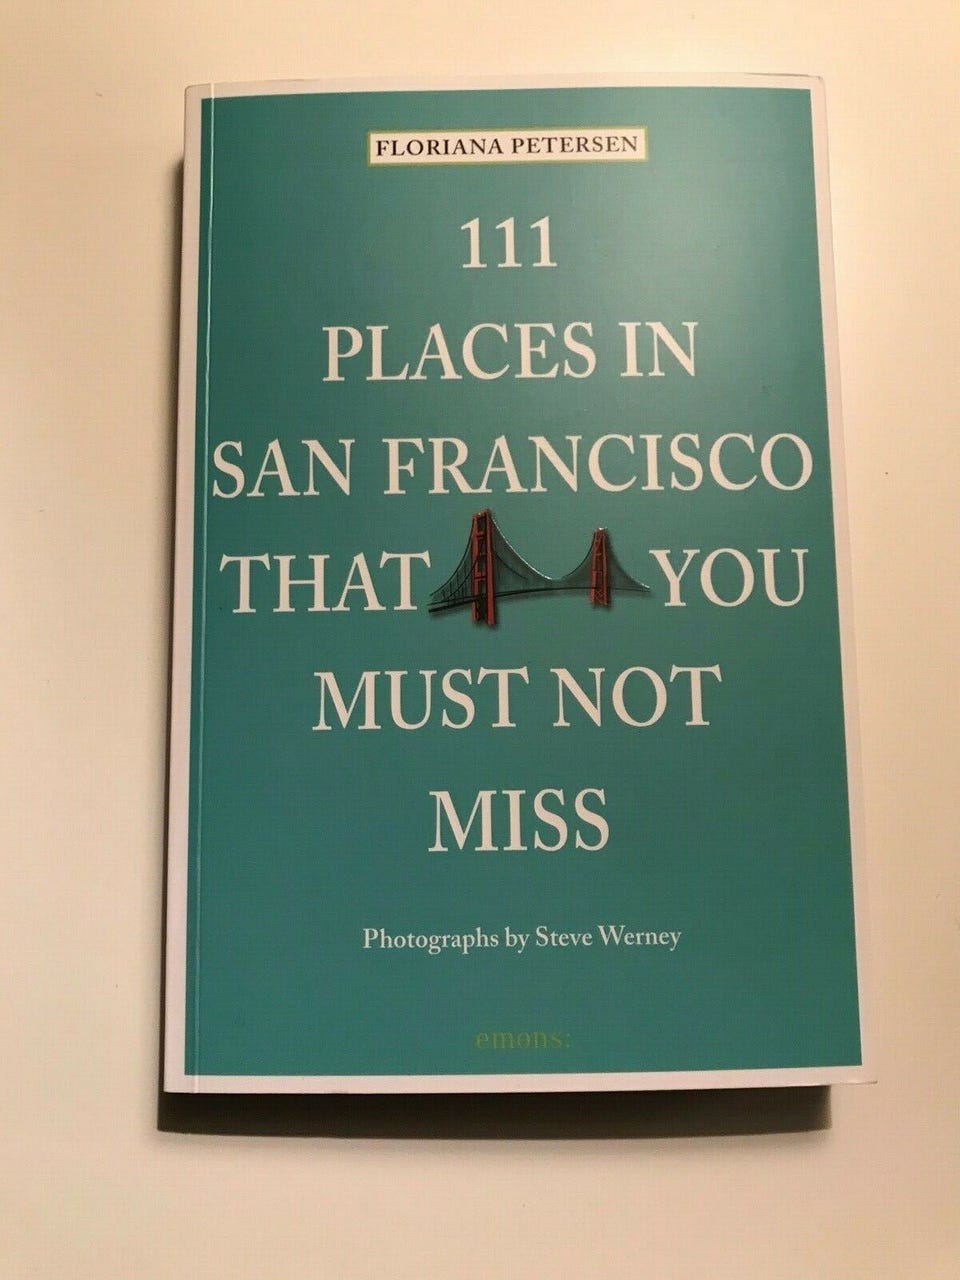 FLORIANA PETERSEN
111
PLACES IN
SAN FRANCISCO
THAT YOU
MUST NOT
MISS
Photographs by Steve Werney
emons: